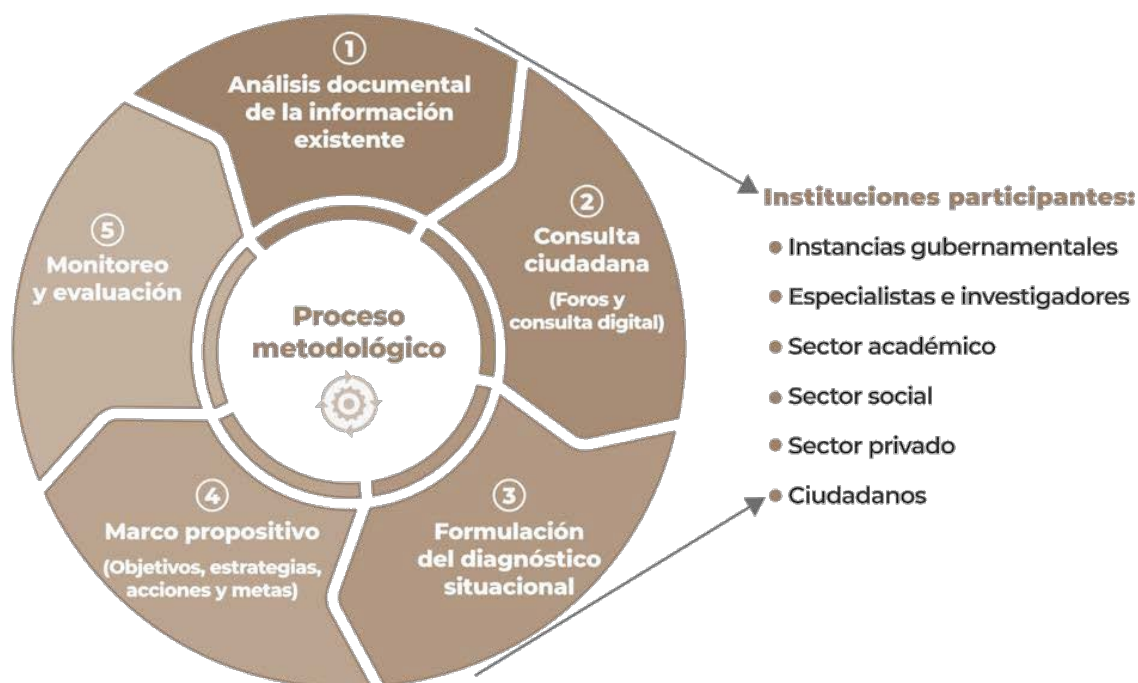 1
Análisis documental
de la información
existente
2
Consulta
ciudadana
(Foros y
consulta digital)
3
Formulación
del diagnóstico
situacional
4
Marco propositivo
(Objetivos, estrategias,
acciones y metas)
5
Monitoreo
y evaluación
Proceso
metodológico
Instituciones participantes:
Instancias gubernamentales
Especialistas e investigadores
Sector académico
Sector social
Sector privado
Ciudadanos